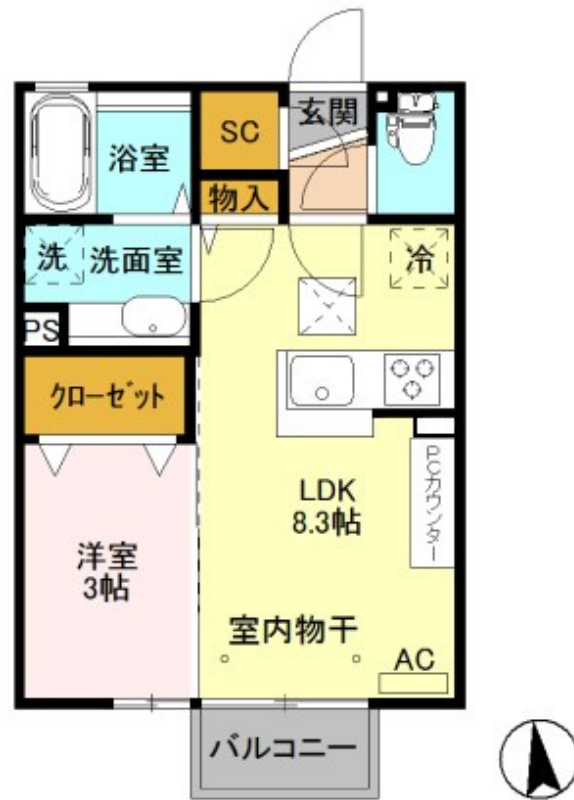 玄関
SC
浴室
物入
洗
洗面室
冷
PS
クローゼット
LDK
8.3帖
PCカウンター
洋室
3帖
室内物干
AC
バルコニー